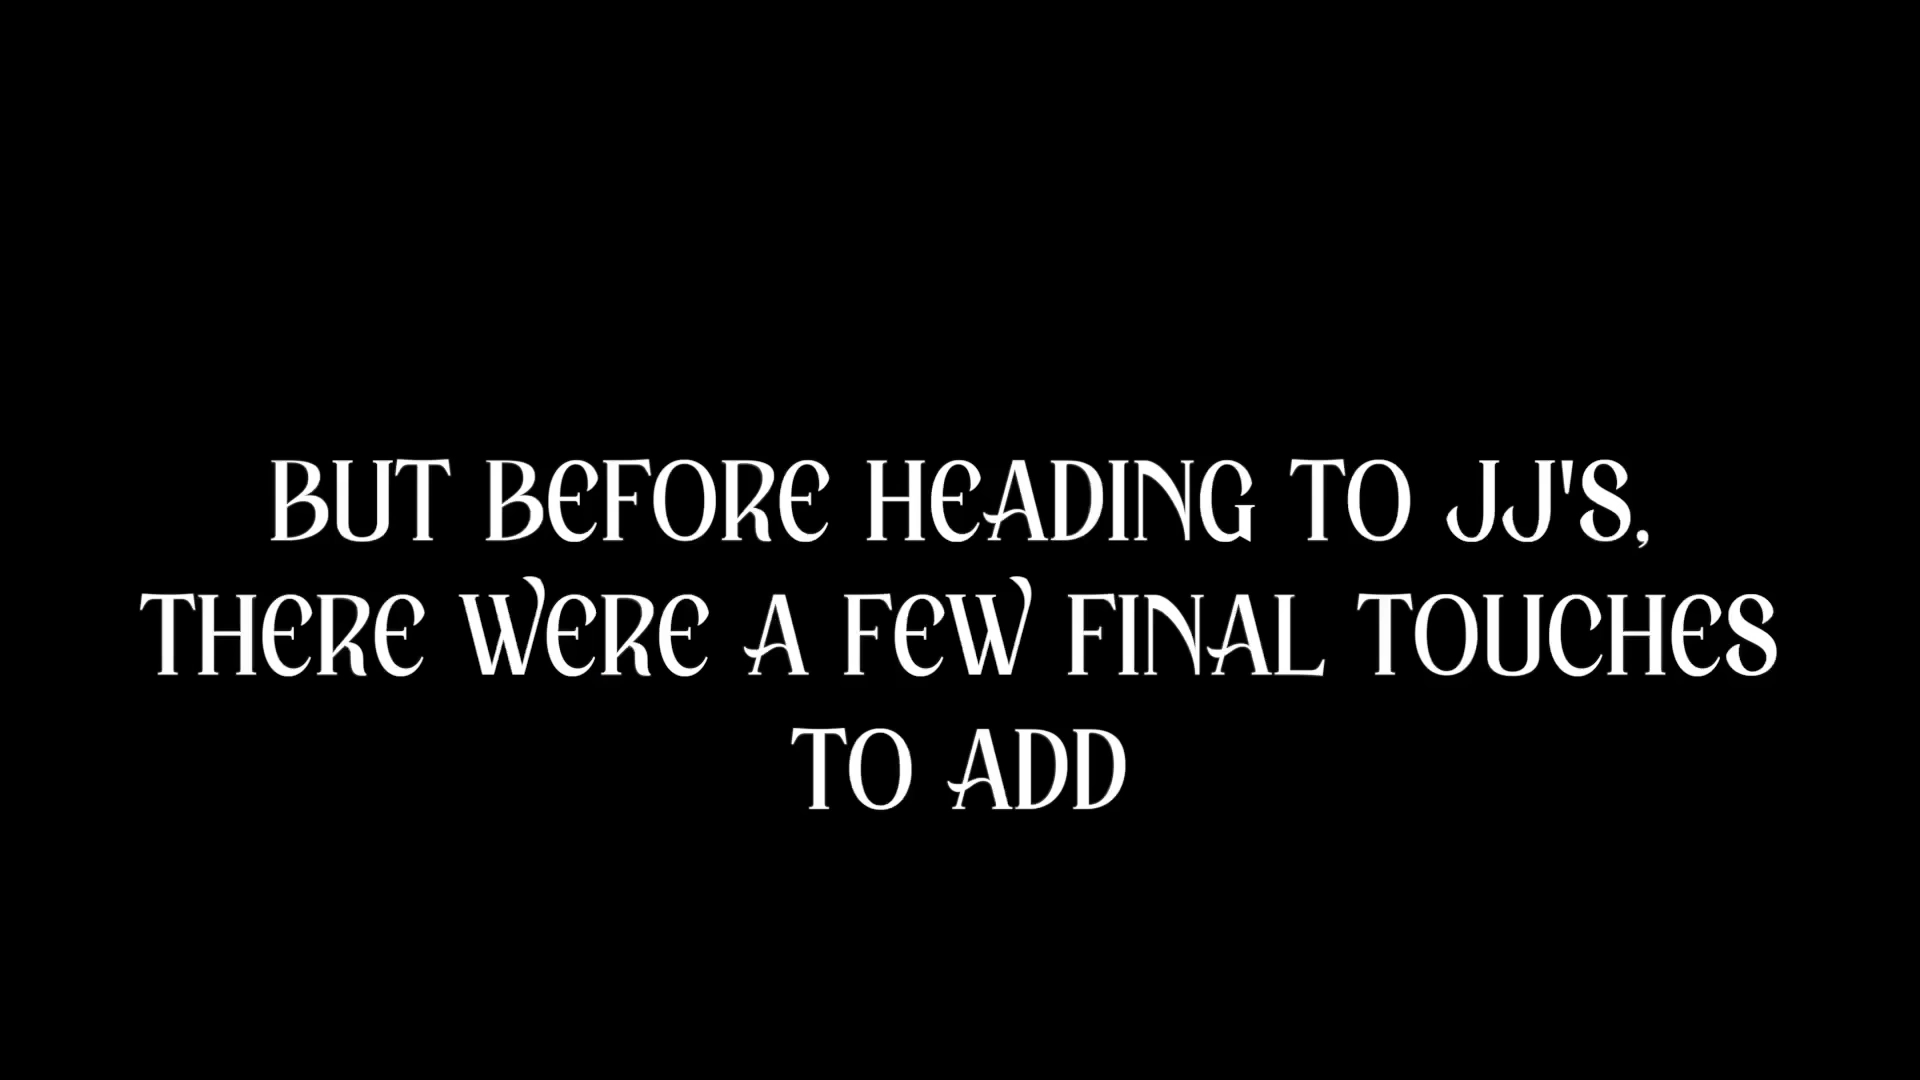 BUT BEFORE HEADING TO JJ'S,
THERE WERE A FEW FINAL TOUCHES
TO ADD